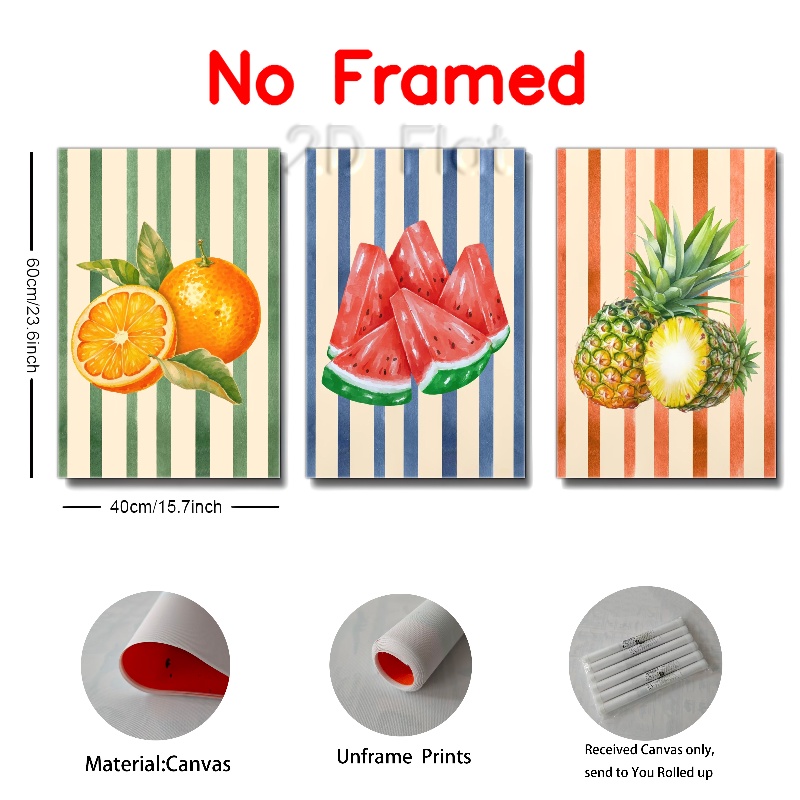 No Framed
2D Flat
60cm/23.6inch
40cm/15.7inch
Material:Canvas
Unframe Prints
Received Canvas only,
send to You Rolled up